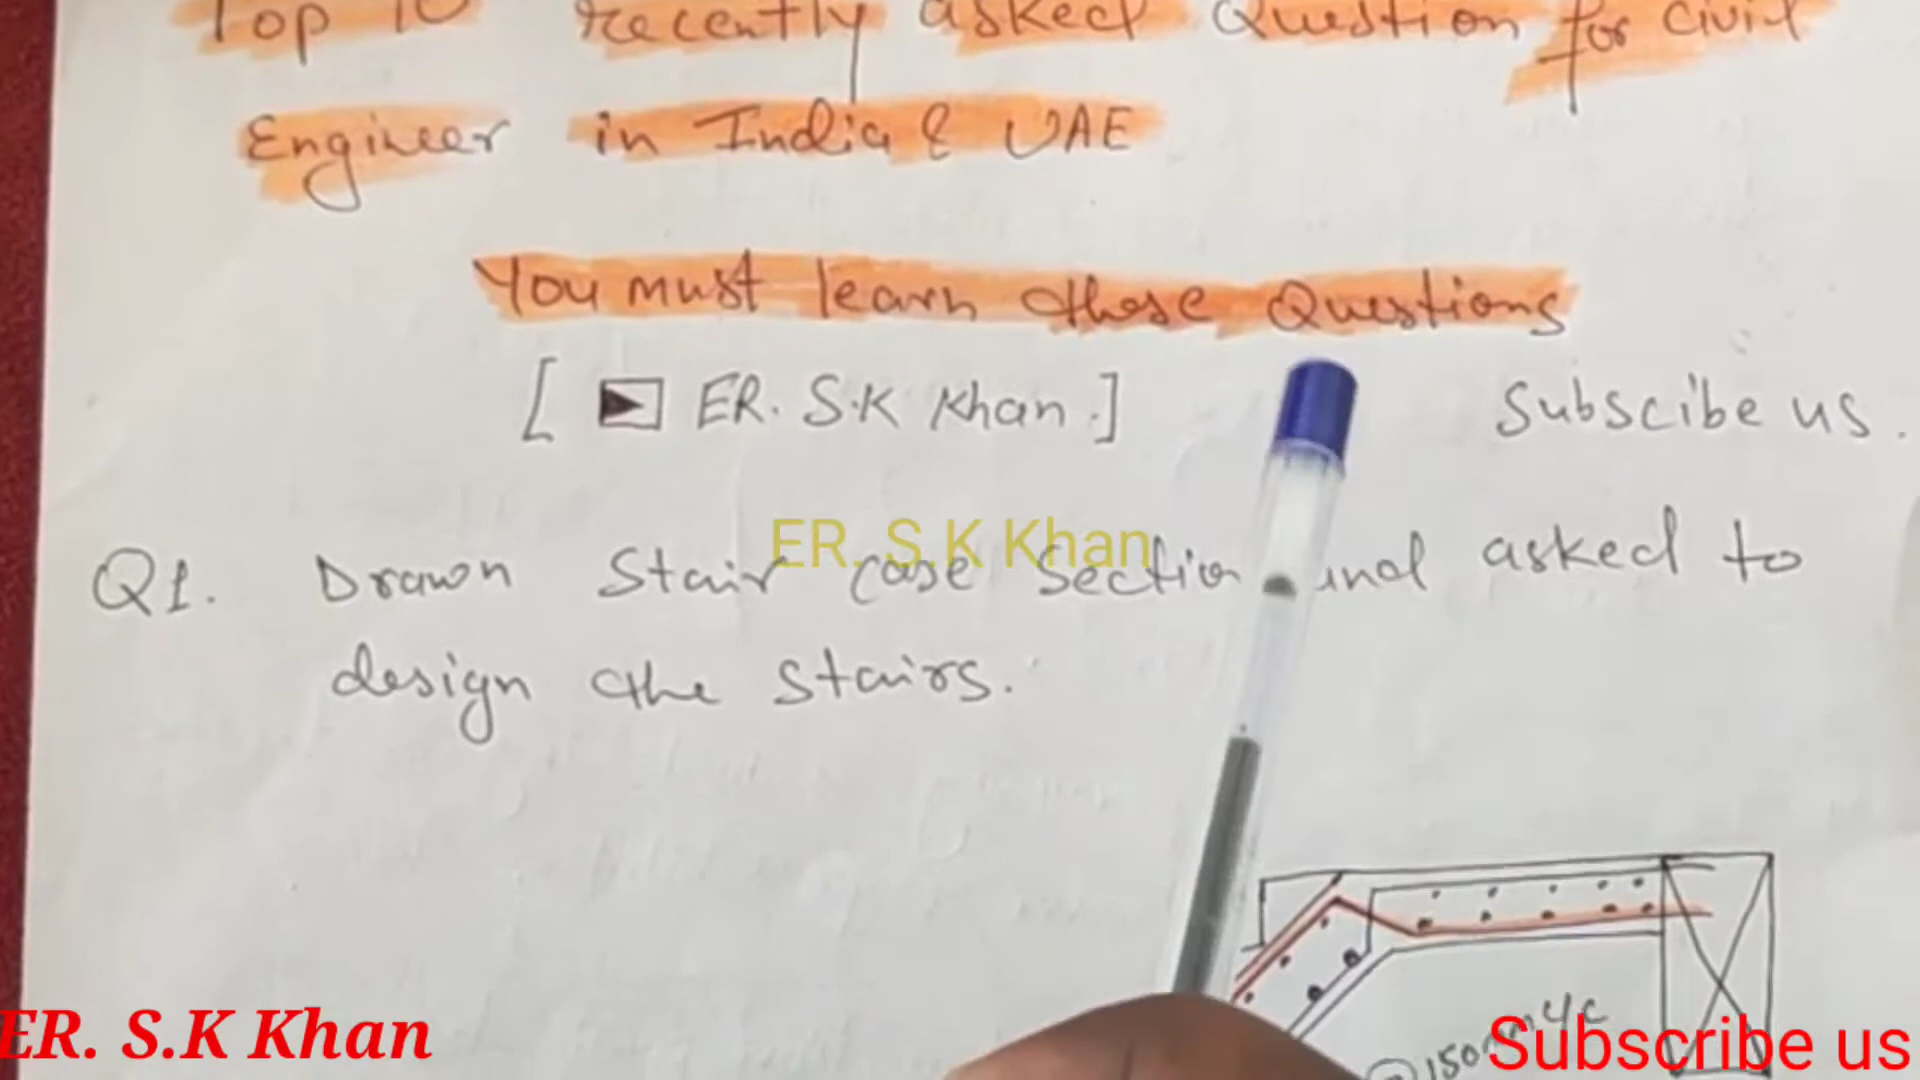 Top 10 recently asked Question for civil
Engineer in India & UAE
You must learn these Questions
[ ER. S.K Khan.] Subscibe us.
ER. S.K Khan
Q1. Drawn Stair case section and asked to
design the stairs.
@150mm c/c
ER. S.K Khan
Subscribe us